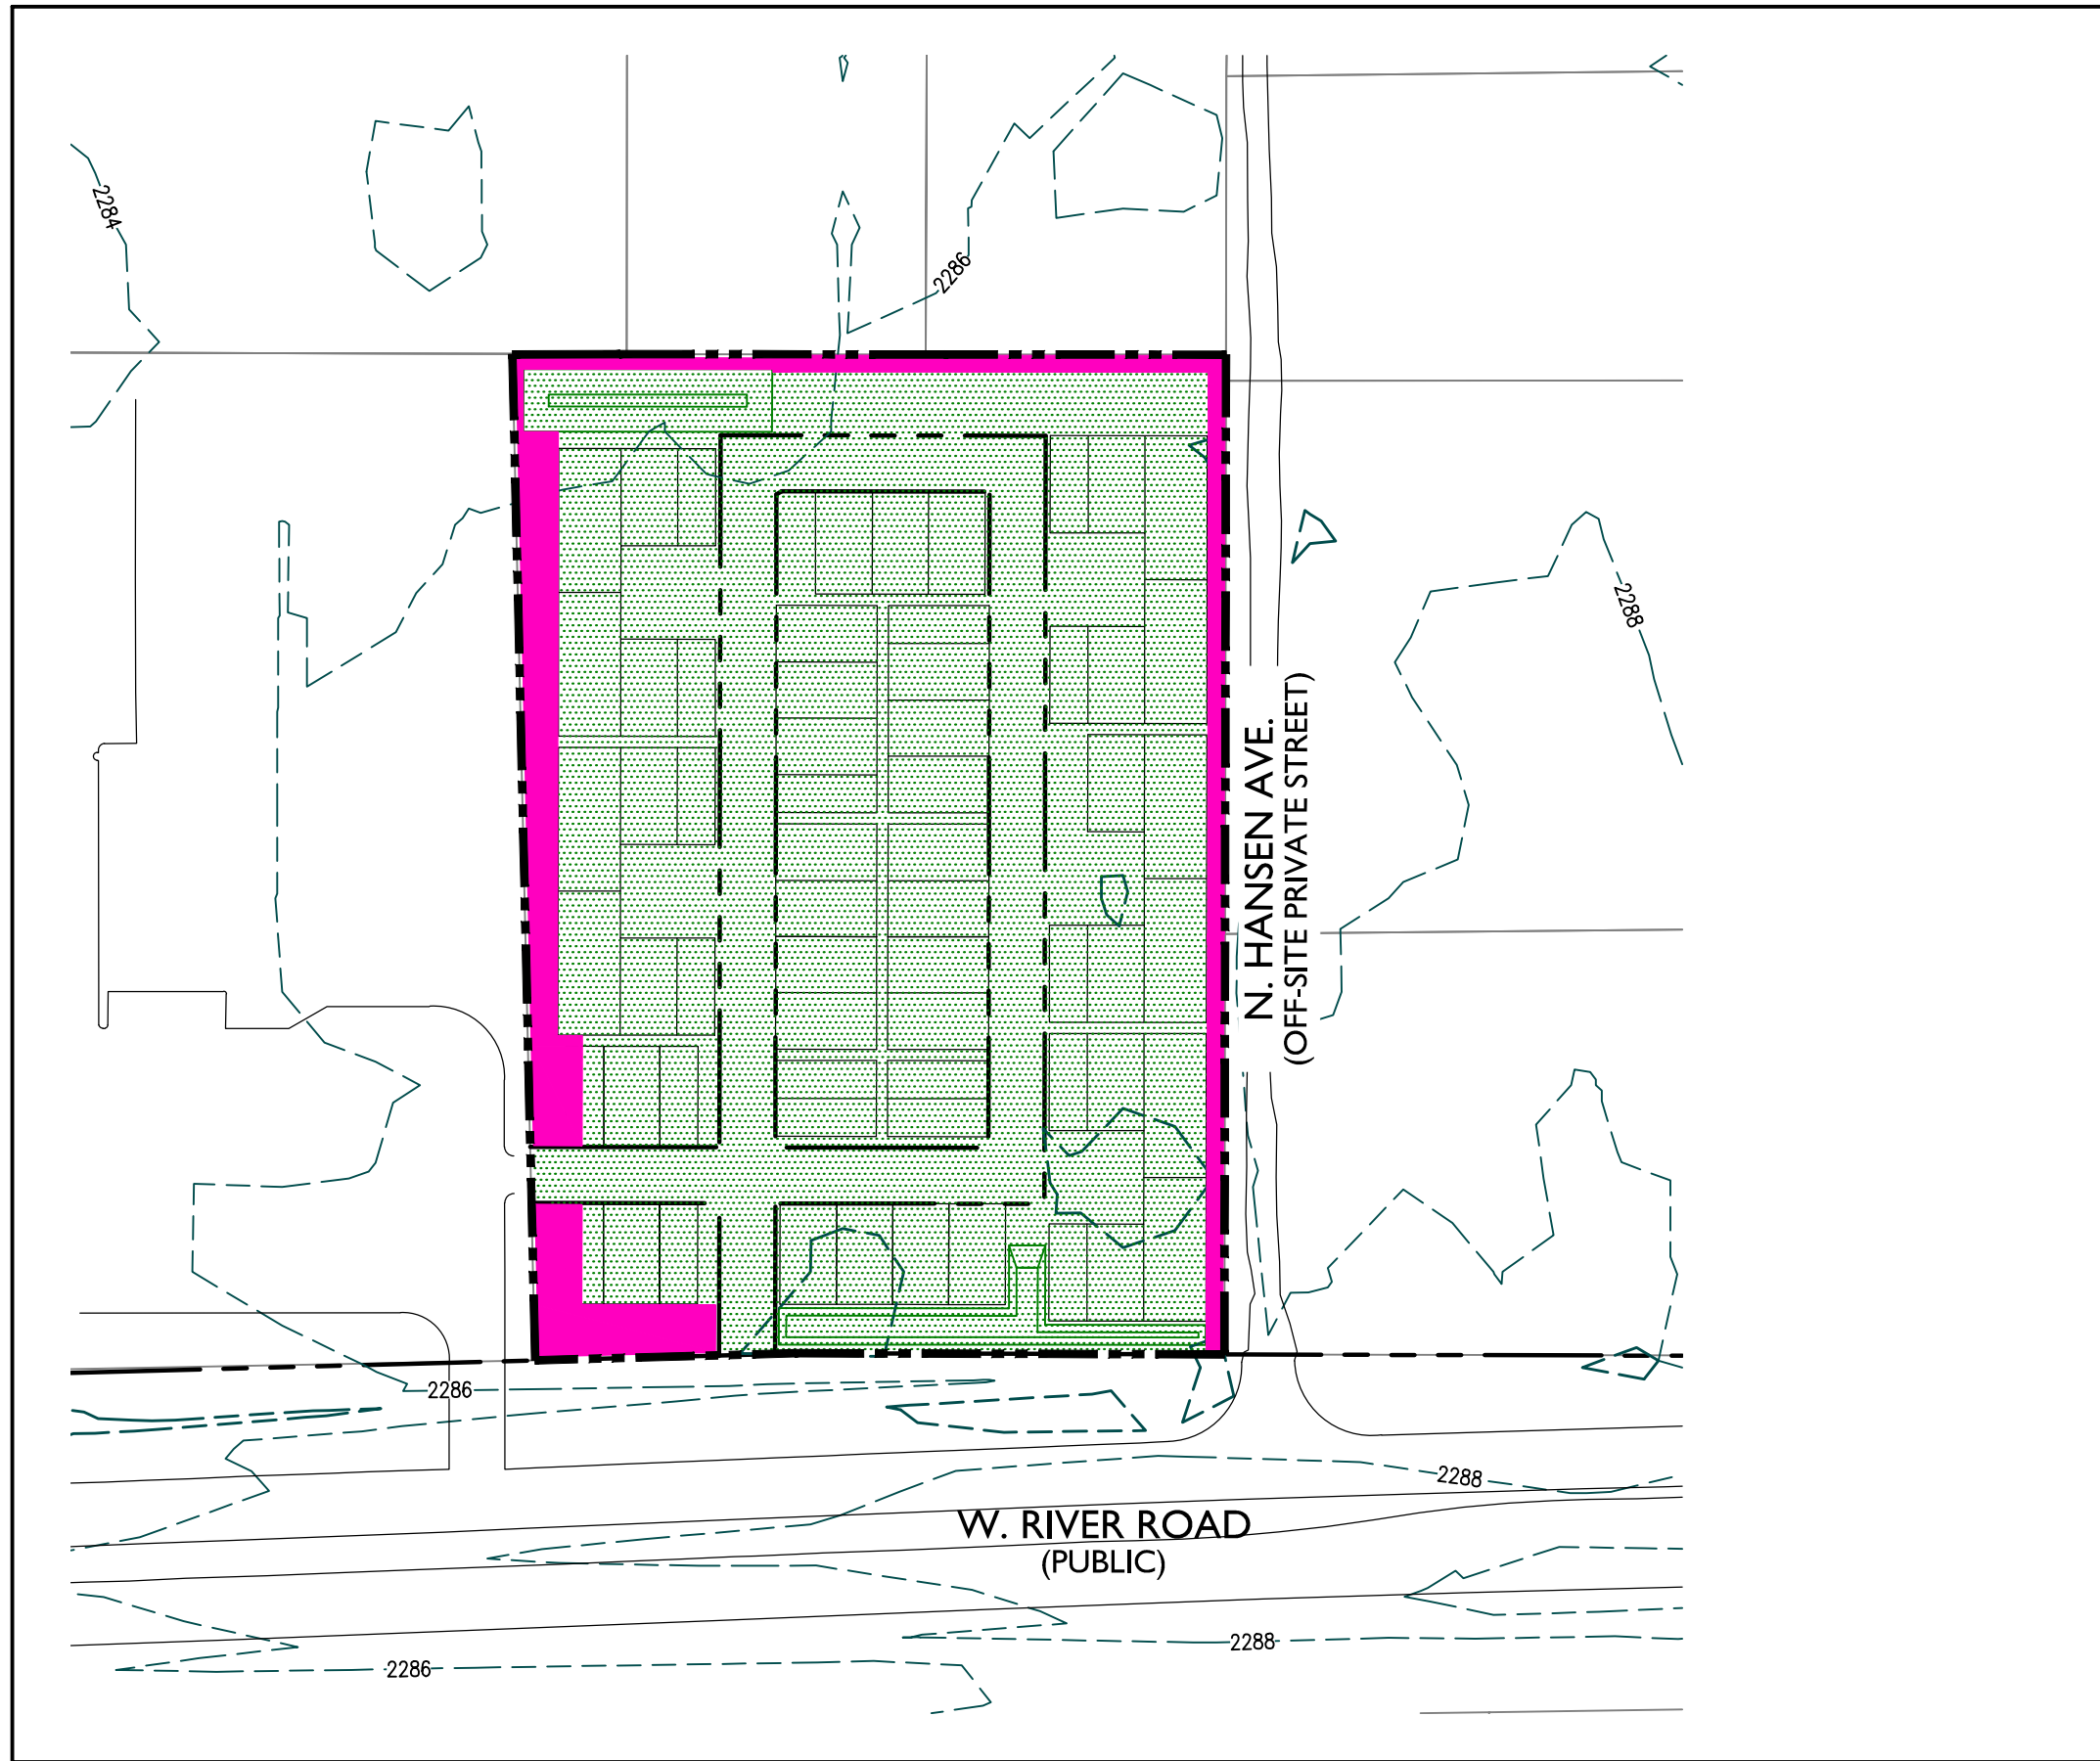 2284
2286
2288
N. HANSEN AVE.
(OFF-SITE PRIVATE STREET)
2286
2288
W. RIVER ROAD
(PUBLIC)
2288
2286